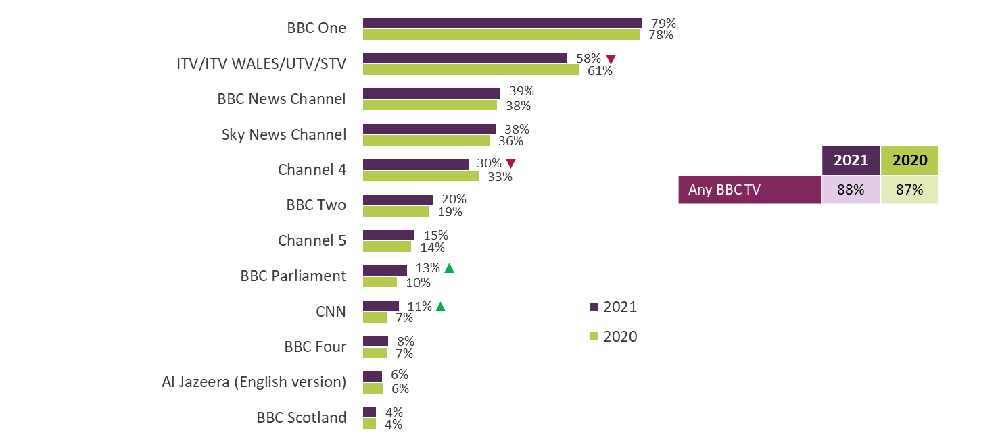 BBC One 79%
78%
ITV/ITV WALES/UTV/STV 58%
61%
BBC News Channel 39%
38%
Sky News Channel 38%
36%
Channel 4 30%
33%
BBC Two 20%
19%
Channel 5 15%
14%
BBC Parliament 13%
10%
CNN 11%
7%
BBC Four 8%
7%
Al Jazeera (English version) 6%
6%
BBC Scotland 4%
4%
2021 2020
Any BBC TV 88% 87%
2021
2020